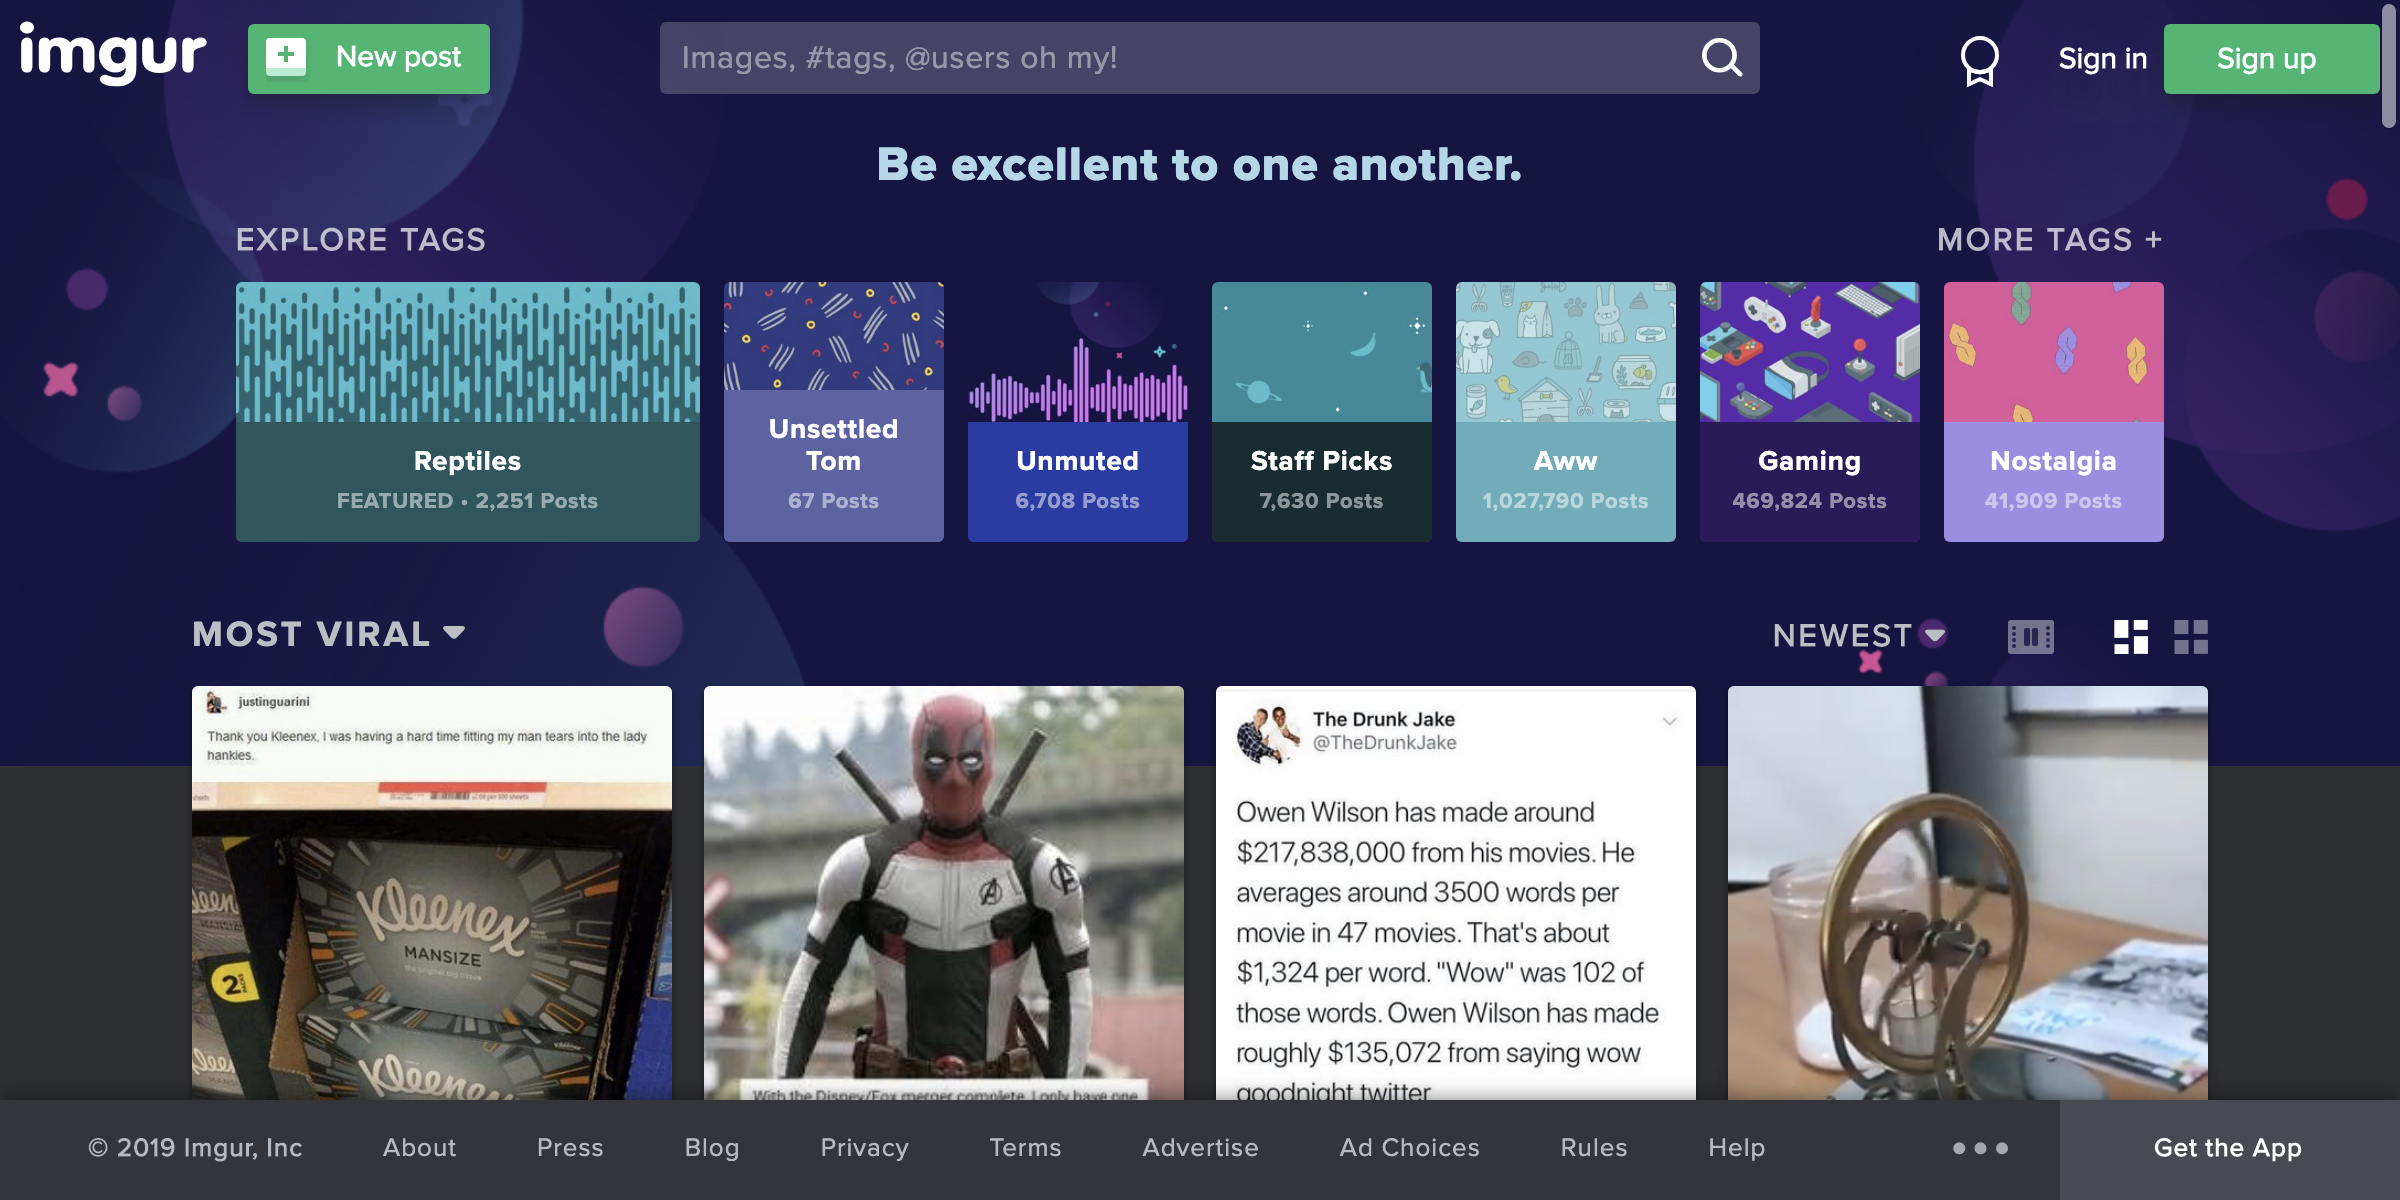 imgur
New post
Images, #tags, @users oh my!
Sign in
Sign up
Be excellent to one another.
EXPLORE TAGS
MORE TAGS +
Reptiles
FEATURED • 2,251 Posts
Unsettled
Tom
67 Posts
Unmuted
6,708 Posts
Staff Picks
7,630 Posts
Aww
1,027,790 Posts
Gaming
469,824 Posts
Nostalgia
41,909 Posts
MOST VIRAL
NEWEST
justinguarini
Thank you Kleenex, I was having a hard time fitting my man tears into the lady
hankies.
Kleenex
MANSIZE
the original big tissue
2
Kleenex
With the Disney/Fox merger complete, I only have one
The Drunk Jake
@TheDrunkJake
Owen Wilson has made around
$217,838,000 from his movies. He
averages around 3500 words per
movie in 47 movies. That's about
$1,324 per word. "Wow" was 102 of
those words. Owen Wilson has made
roughly $135,072 from saying wow
goodnight twitter
© 2019 Imgur, Inc
About
Press
Blog
Privacy
Terms
Advertise
Ad Choices
Rules
Help
Get the App